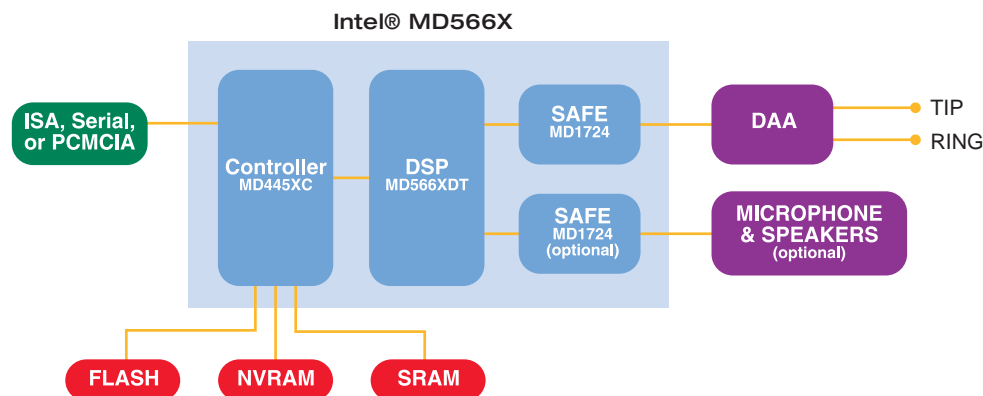 Intel® MD566X
ISA, Serial,
or PCMCIA
Controller
MD445XC
DSP
MD566XDT
SAFE
MD1724
SAFE
MD1724
(optional)
DAA
TIP
RING
MICROPHONE
& SPEAKERS
(optional)
FLASH
NVRAM
SRAM